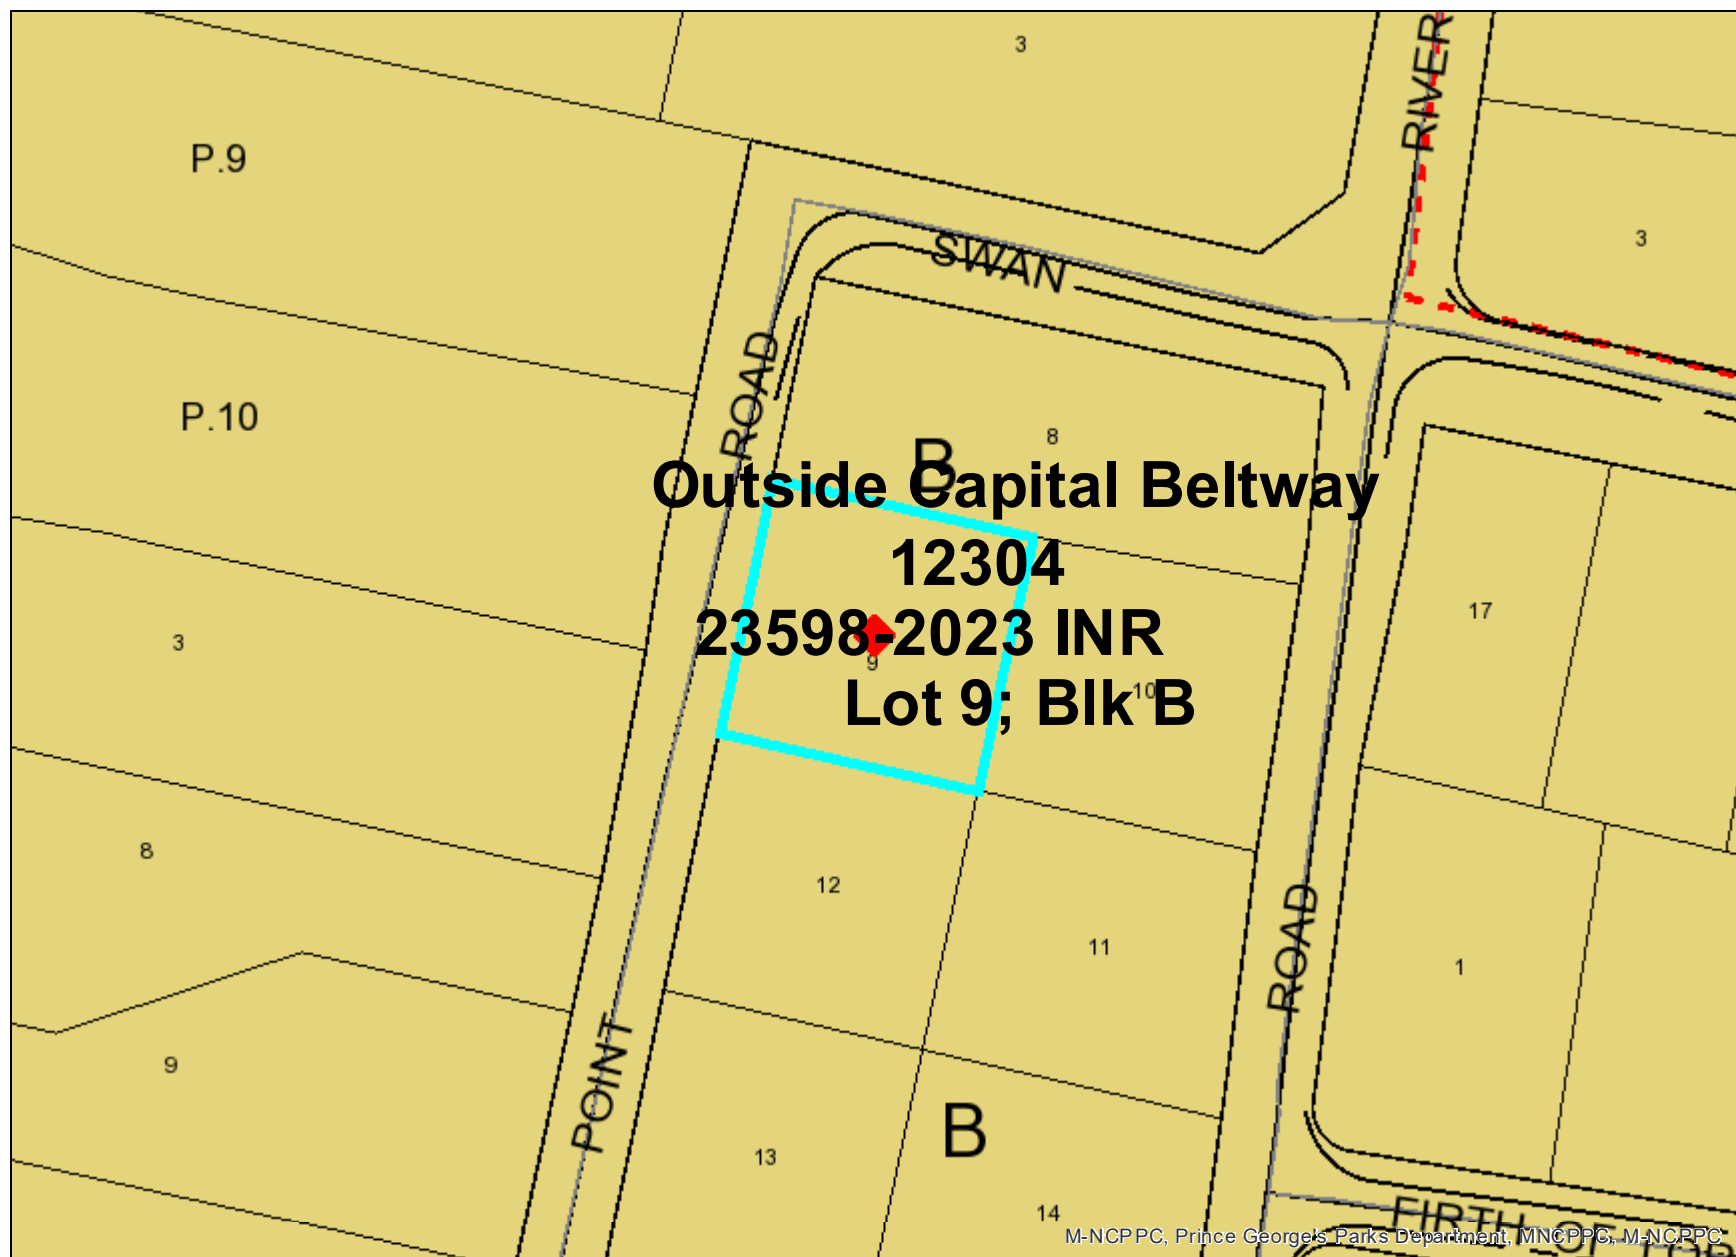 3
RIVER
P.9
3
SWAN
ROAD
P.10
8
B
Outside Capital Beltway
12304
17
23598-2023 INR
3
9
10
Lot 9; Blk B
8
12
11
ROAD
1
9
POINT
B
13
14
FIRTH OF
M-NCPPC, Prince George's Parks Department, MNCPPC, M-NCPPC